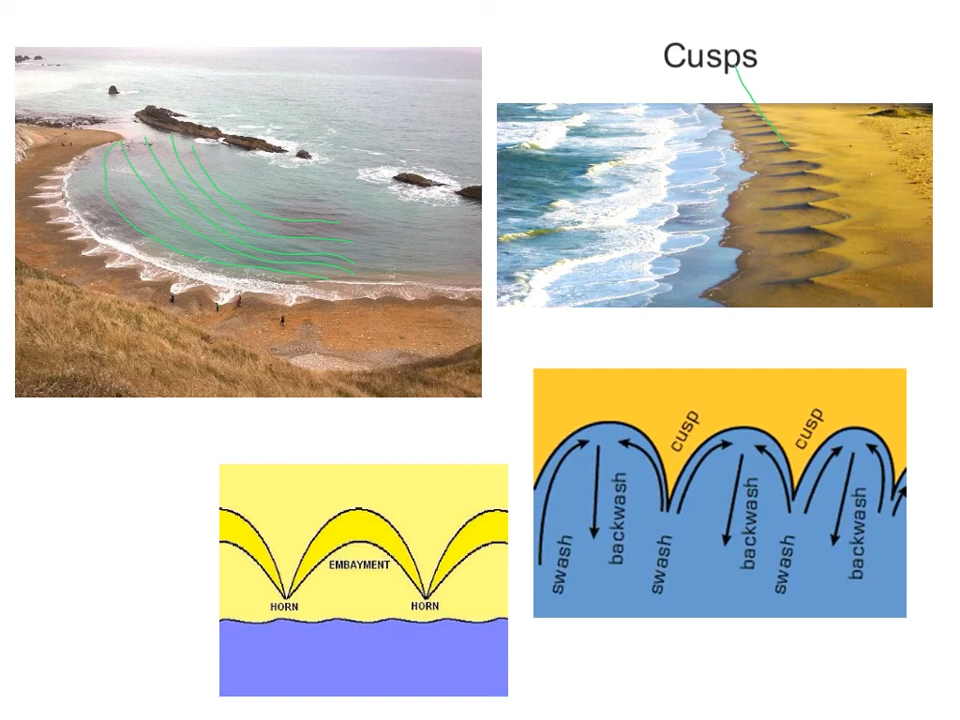 Cusps
cusp
cusp
swash
backwash
swash
backwash
swash
backwash
EMBAYMENT
HORN
HORN